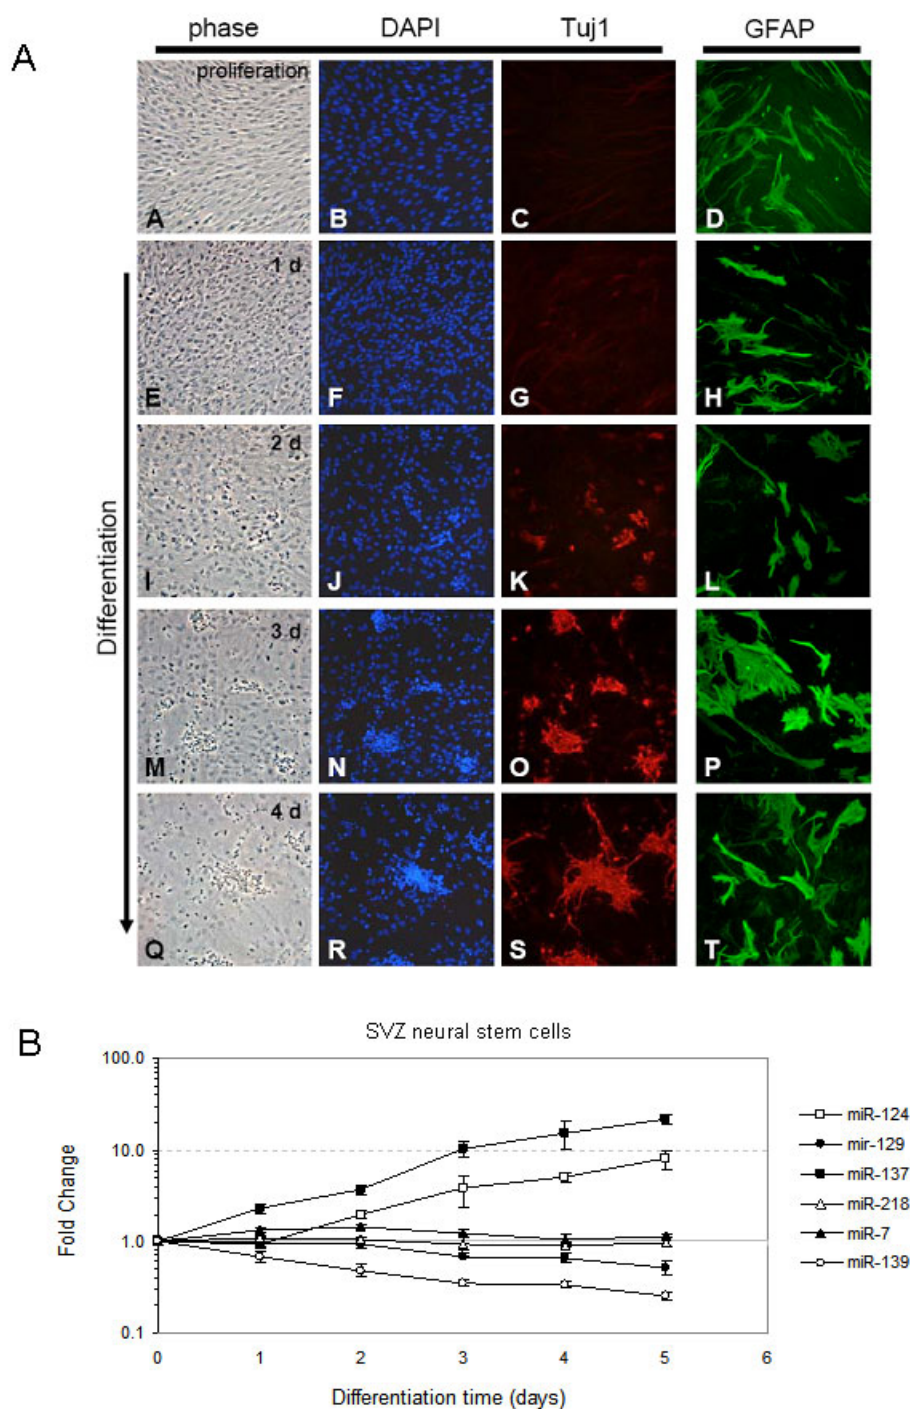 A
phase DAPI Tuj1 GFAP
proliferation
A B C D
1 d
E F G H
2 d
I J K L
3 d
M N O P
4 d
Q R S T
Differentiation
B
SVZ neural stem cells
100.0
10.0
1.0
0.1
Fold Change
0 1 2 3 4 5 6
Differentiation time (days)
miR-124
mir-129
miR-137
miR-218
miR-7
miR-139